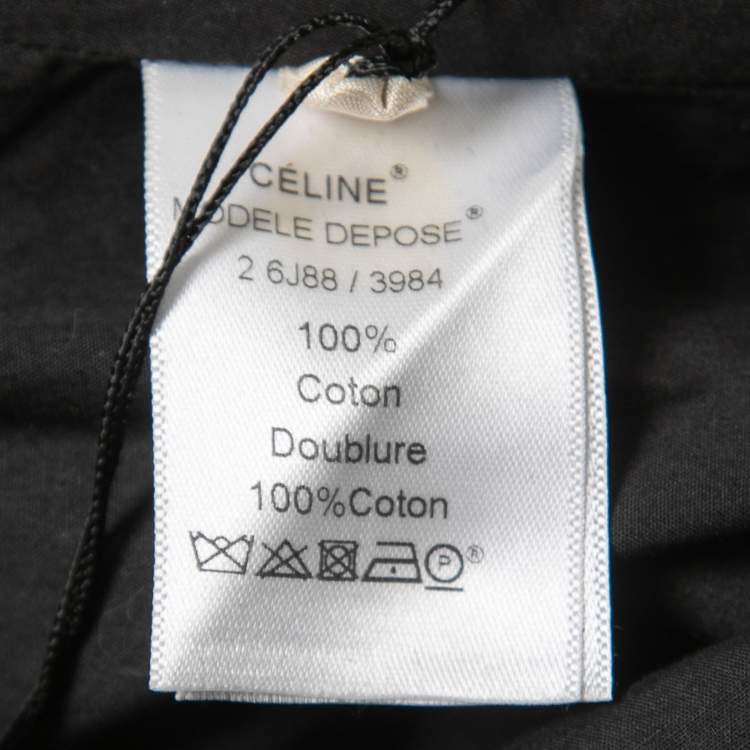 CÉLINE®
MODELE DEPOSE®
2 6J88 / 3984
100%
Coton
Doublure
100%Coton
P®